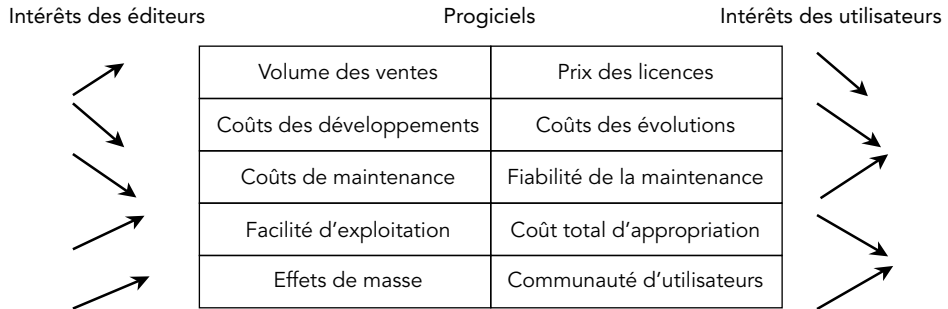 Intérêts des éditeurs Progiciels Intérêts des utilisateurs
Volume des ventes Prix des licences
Coûts des développements Coûts des évolutions
Coûts de maintenance Fiabilité de la maintenance
Facilité d’exploitation Coût total d’appropriation
Effets de masse Communauté d’utilisateurs